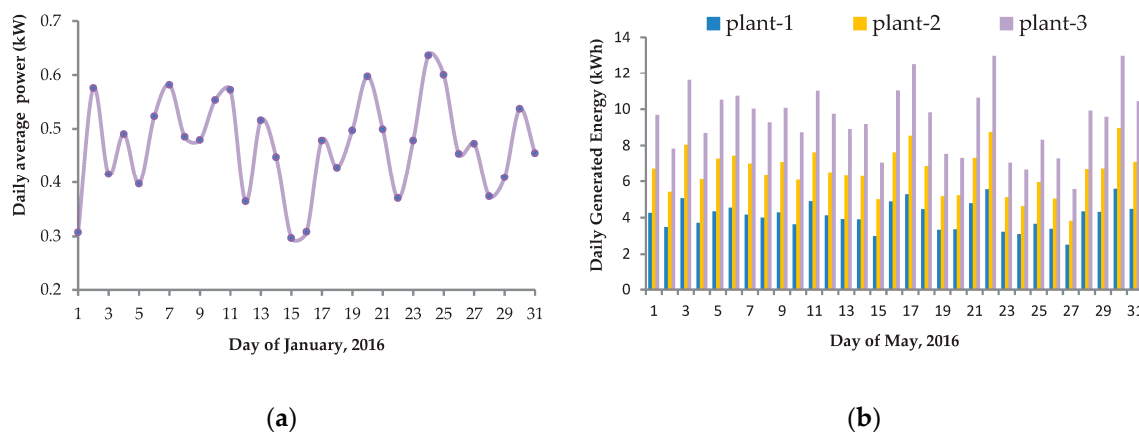 Daily average power (kW)
0.7
0.6
0.5
0.4
0.3
0.2
1 3 5 7 9 11 13 15 17 19 21 23 25 27 29 31
Day of January, 2016
(a)
plant-1 plant-2 plant-3
Daily Generated Energy (kWh)
14
12
10
8
6
4
2
0
1 3 5 7 9 11 13 15 17 19 21 23 25 27 29 31
Day of May, 2016
(b)